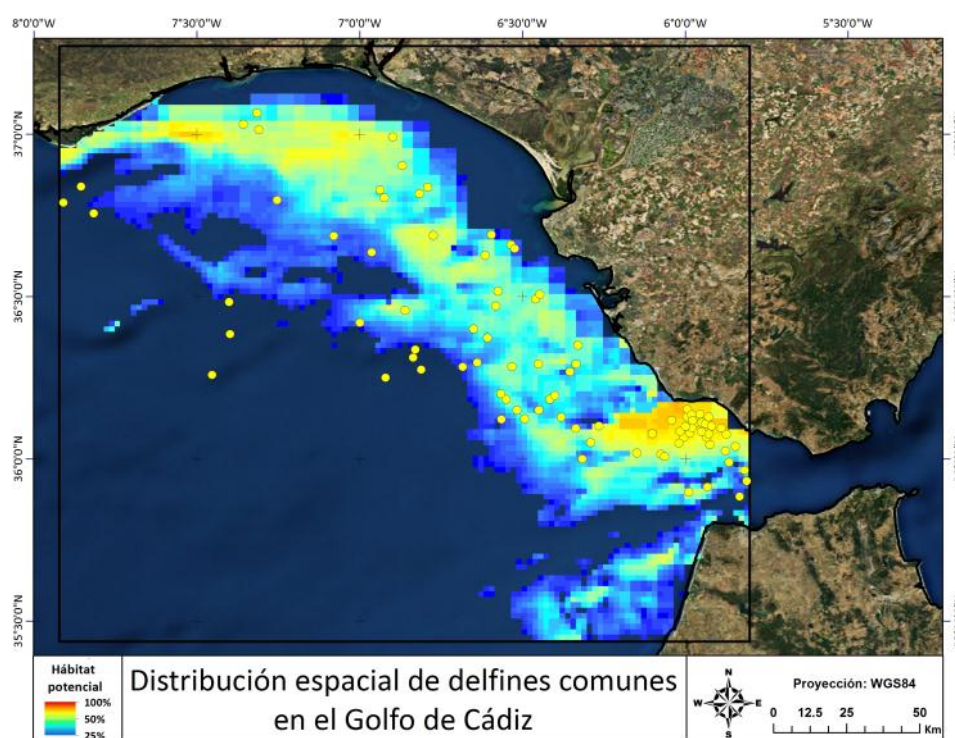 8°0'0"W 7°30'0"W 7°0'0"W 6°30'0"W 6°0'0"W 5°30'0"W
37°0'0"N
36°30'0"N
36°0'0"N
35°30'0"N
Hábitat
potencial
100%
50%
25%
Distribución espacial de delfines comunes
en el Golfo de Cádiz
N
W E
S
Proyección: WGS84
0 12.5 25 50
Km